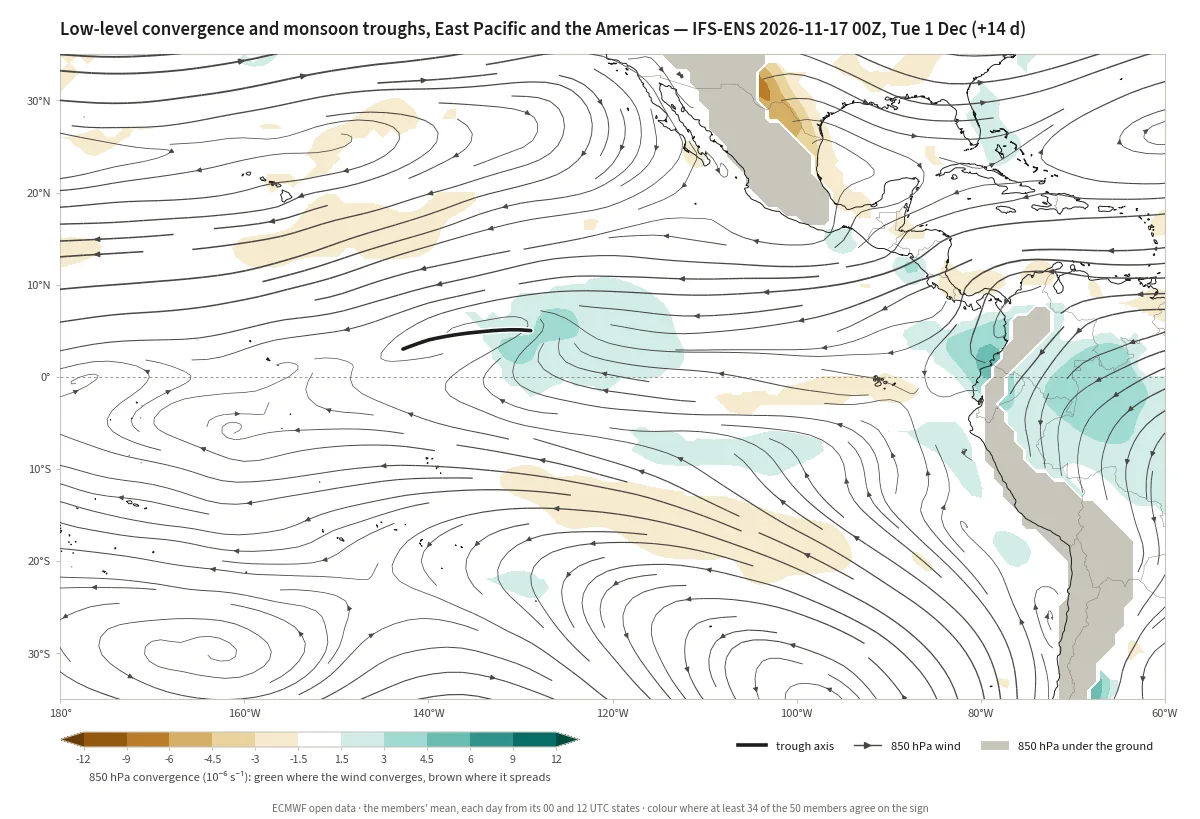 Low-level convergence and monsoon troughs, East Pacific and the Americas — IFS-ENS 2026-11-17 00Z, Tue 1 Dec (+14 d)
30°N
20°N
10°N
0°
10°S
20°S
30°S
180° 160°W 140°W 120°W 100°W 80°W 60°W
-12 -9 -6 -4.5 -3 -1.5 1.5 3 4.5 6 9 12
850 hPa convergence (10⁻⁶ s⁻¹): green where the wind converges, brown where it spreads
trough axis 850 hPa wind 850 hPa under the ground
ECMWF open data · the members' mean, each day from its 00 and 12 UTC states · colour where at least 34 of the 50 members agree on the sign